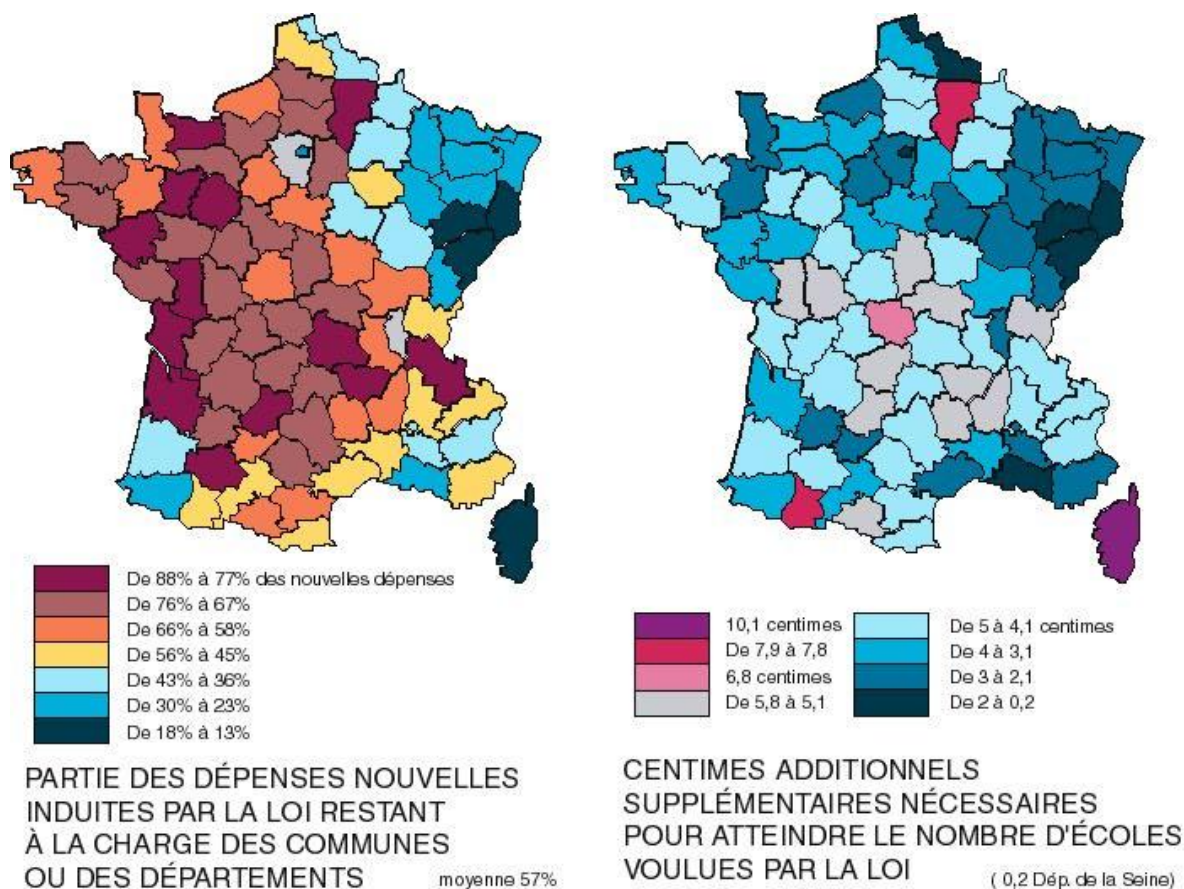 De 88% à 77% des nouvelles dépenses
De 76% à 67%
De 66% à 58%
De 56% à 45%
De 43% à 36%
De 30% à 23%
De 18% à 13%
PARTIE DES DÉPENSES NOUVELLES
INDUITES PAR LA LOI RESTANT
À LA CHARGE DES COMMUNES
OU DES DÉPARTEMENTS moyenne 57%
10,1 centimes
De 7,9 à 7,8
6,8 centimes
De 5,8 à 5,1
De 5 à 4,1 centimes
De 4 à 3,1
De 3 à 2,1
De 2 à 0,2
CENTIMES ADDITIONNELS
SUPPLÉMENTAIRES NÉCESSAIRES
POUR ATTEINDRE LE NOMBRE D'ÉCOLES
VOULUES PAR LA LOI ( 0,2 Dép. de la Seine)